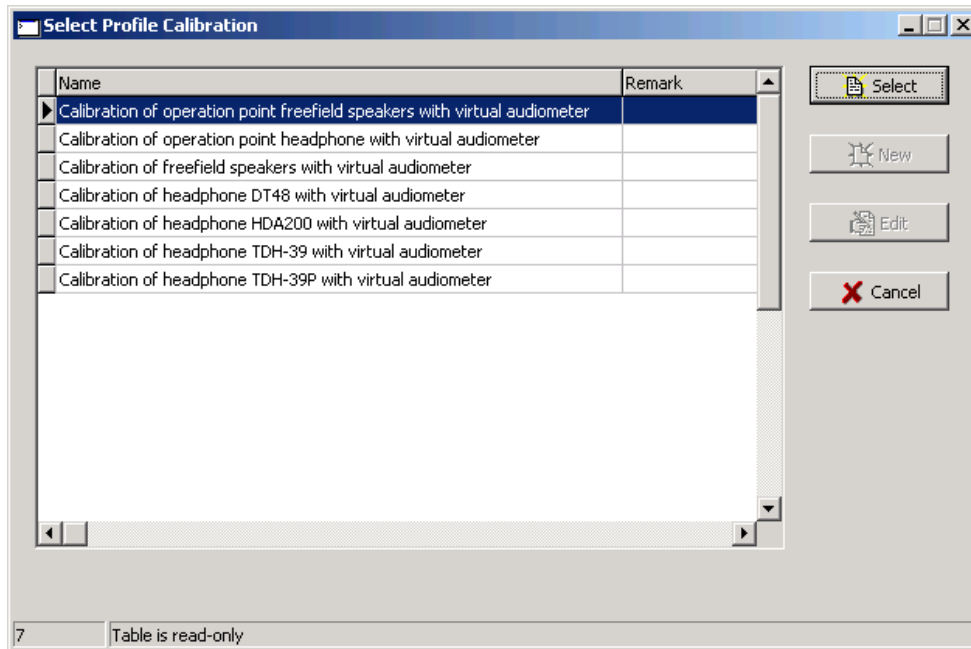 Select Profile Calibration
Name Remark
Calibration of operation point freefield speakers with virtual audiometer
Calibration of operation point headphone with virtual audiometer
Calibration of freefield speakers with virtual audiometer
Calibration of headphone DT48 with virtual audiometer
Calibration of headphone HDA200 with virtual audiometer
Calibration of headphone TDH-39 with virtual audiometer
Calibration of headphone TDH-39P with virtual audiometer
Select
New
Edit
Cancel
7 Table is read-only